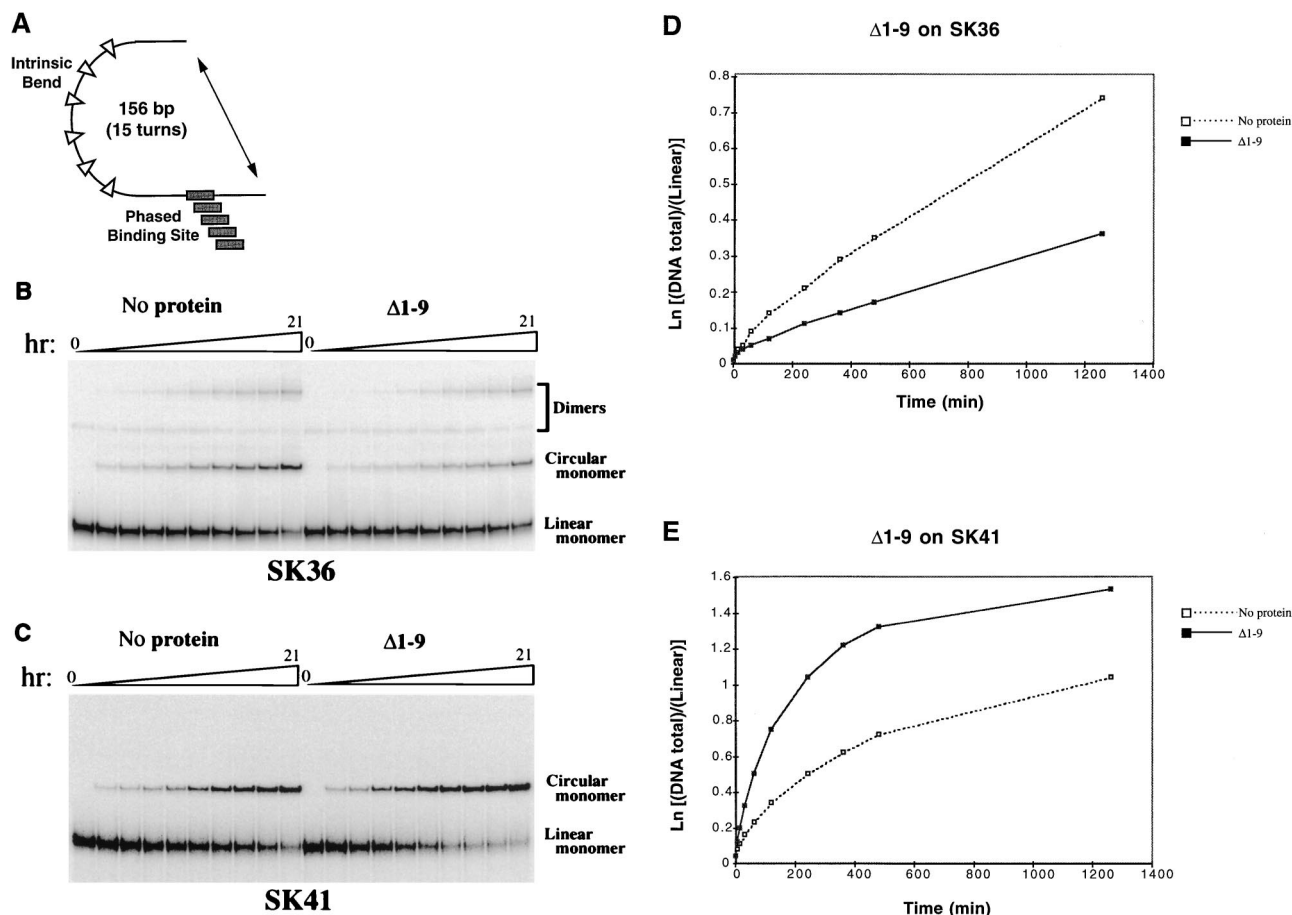 A
Intrinsic
Bend
156 bp
(15 turns)
Phased
Binding Site
B
No protein
Δ1-9
hr:
0
21
0
21
Dimers
Circular
monomer
Linear
monomer
SK36
C
No protein
Δ1-9
hr:
0
21
0
21
Circular
monomer
Linear
monomer
SK41
D
Δ1-9 on SK36
Ln [(DNA total)/(Linear)]
0.8
0.7
0.6
0.5
0.4
0.3
0.2
0.1
0
0 200 400 600 800 1000 1200 1400
Time (min)
No protein
Δ1-9
E
Δ1-9 on SK41
Ln [(DNA total)/(Linear)]
1.6
1.4
1.2
1
0.8
0.6
0.4
0.2
0
0 200 400 600 800 1000 1200 1400
Time (min)
No protein
Δ1-9